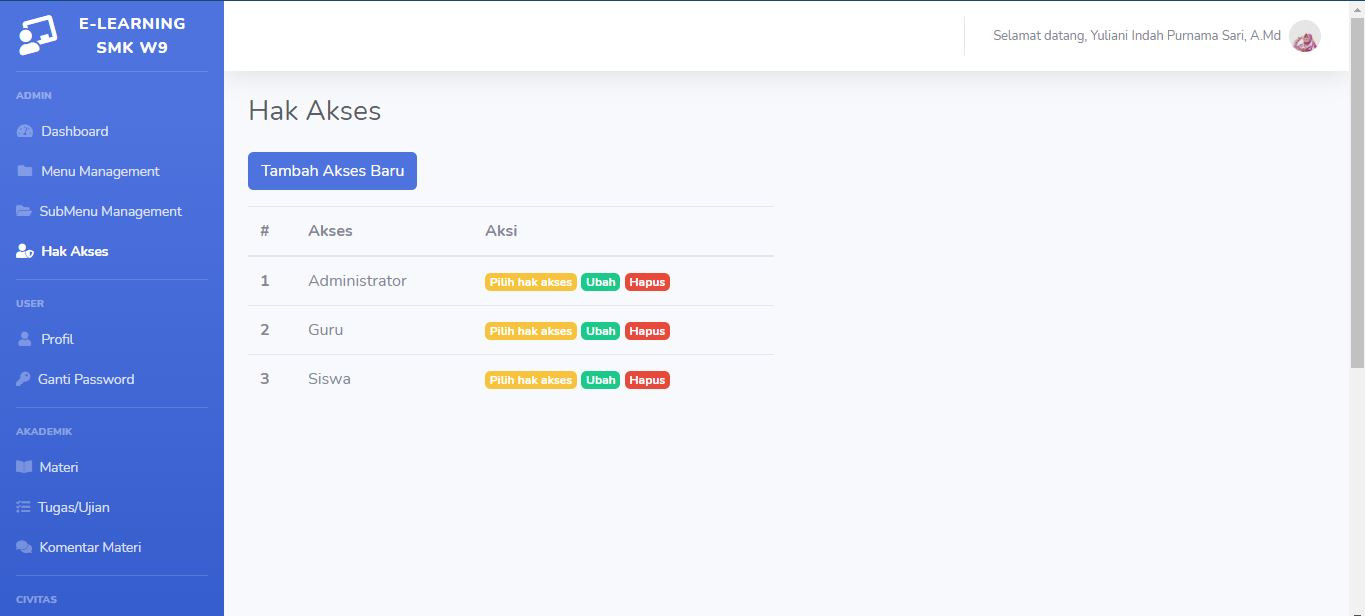 E-LEARNING
SMK W9
Selamat datang, Yuliani Indah Purnama Sari, A.Md
ADMIN
Dashboard
Menu Management
SubMenu Management
Hak Akses
USER
Profil
Ganti Password
AKADEMIK
Materi
Tugas/Ujian
Komentar Materi
CIVITAS
Hak Akses
Tambah Akses Baru
# Akses Aksi
1 Administrator Pilih hak akses Ubah Hapus
2 Guru Pilih hak akses Ubah Hapus
3 Siswa Pilih hak akses Ubah Hapus